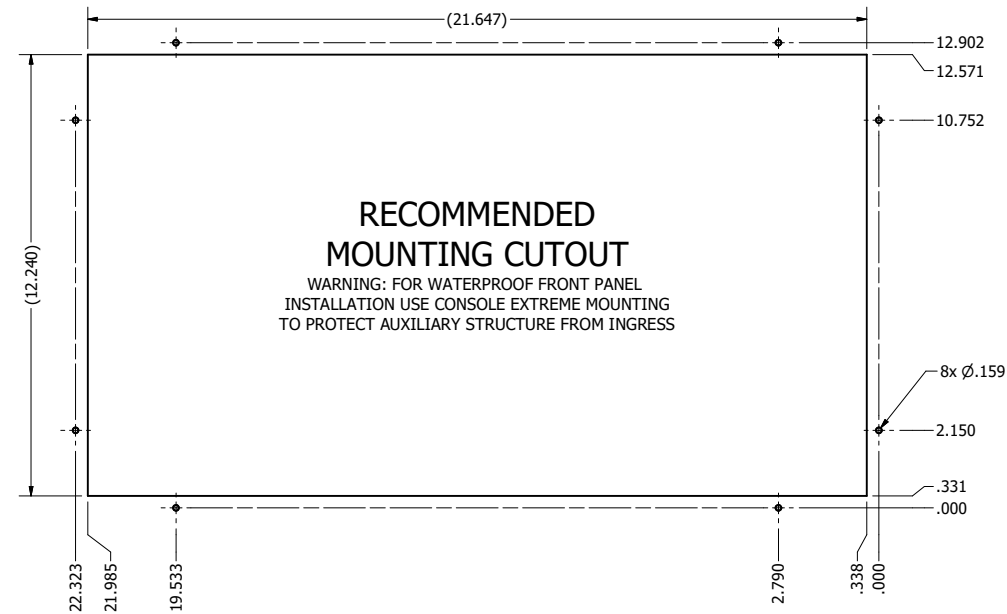 (21.647)
12.902
12.571
10.752
(12.240)
RECOMMENDED
MOUNTING CUTOUT
WARNING: FOR WATERPROOF FRONT PANEL
INSTALLATION USE CONSOLE EXTREME MOUNTING
TO PROTECT AUXILIARY STRUCTURE FROM INGRESS
8x Ø.159
2.150
.331
.000
22.323
21.985
19.533
2.790
.338
.000